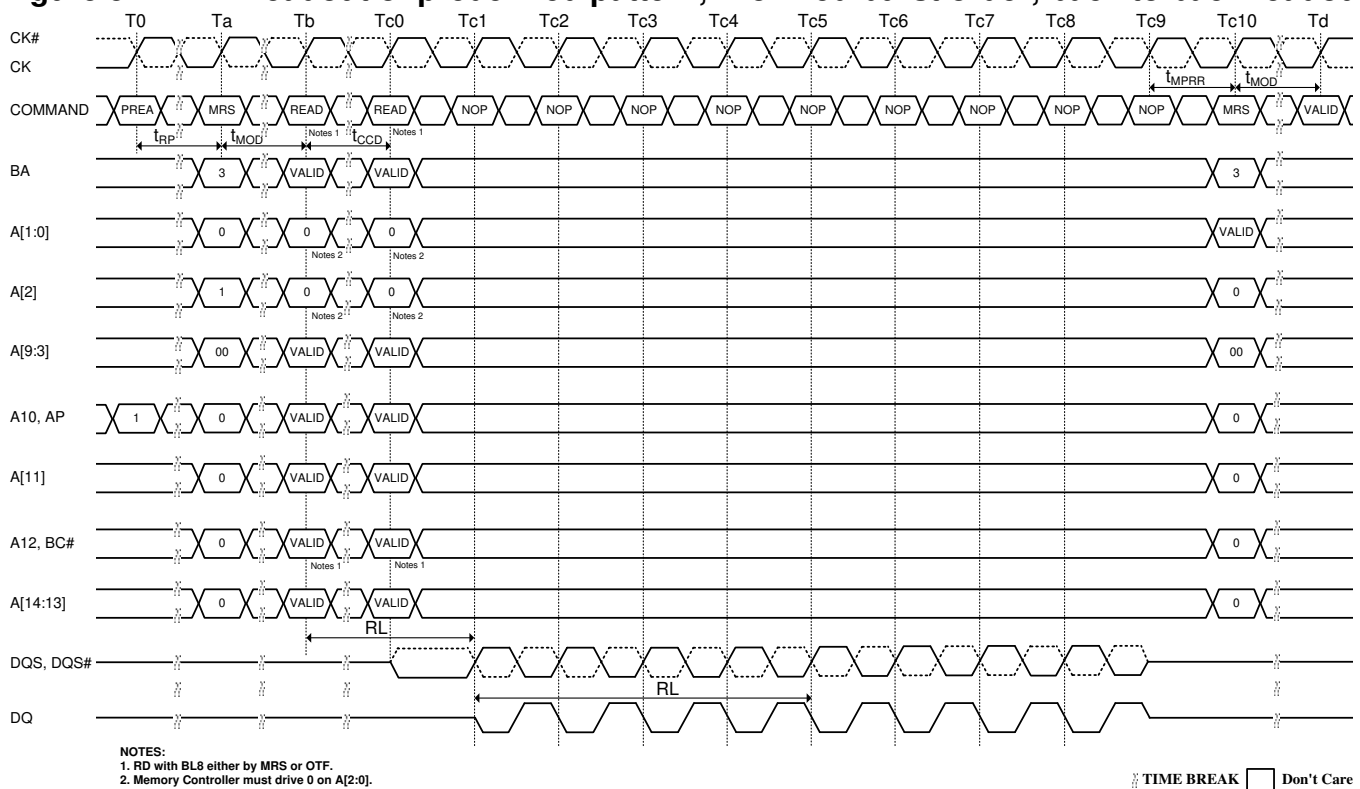 T0 Ta Tb Tc0 Tc1 Tc2 Tc3 Tc4 Tc5 Tc6 Tc7 Tc8 Tc9 Tc10 Td
CK#
CK
tMPRR tMOD
COMMAND PREA MRS READ READ NOP NOP NOP NOP NOP NOP NOP NOP NOP MRS VALID
Notes 1 Notes 1
tRP tMOD tCCD
BA 3 VALID VALID 3
A[1:0] 0 0 0 VALID
Notes 2 Notes 2
A[2] 1 0 0 0
Notes 2 Notes 2
A[9:3] 00 VALID VALID 00
A10, AP 1 0 VALID VALID 0
A[11] 0 VALID VALID 0
A12, BC# 0 VALID VALID 0
Notes 1 Notes 1
A[14:13] 0 VALID VALID 0
RL
DQS, DQS#
RL
DQ
NOTES:
1. RD with BL8 either by MRS or OTF.
2. Memory Controller must drive 0 on A[2:0].
TIME BREAK Don't Care